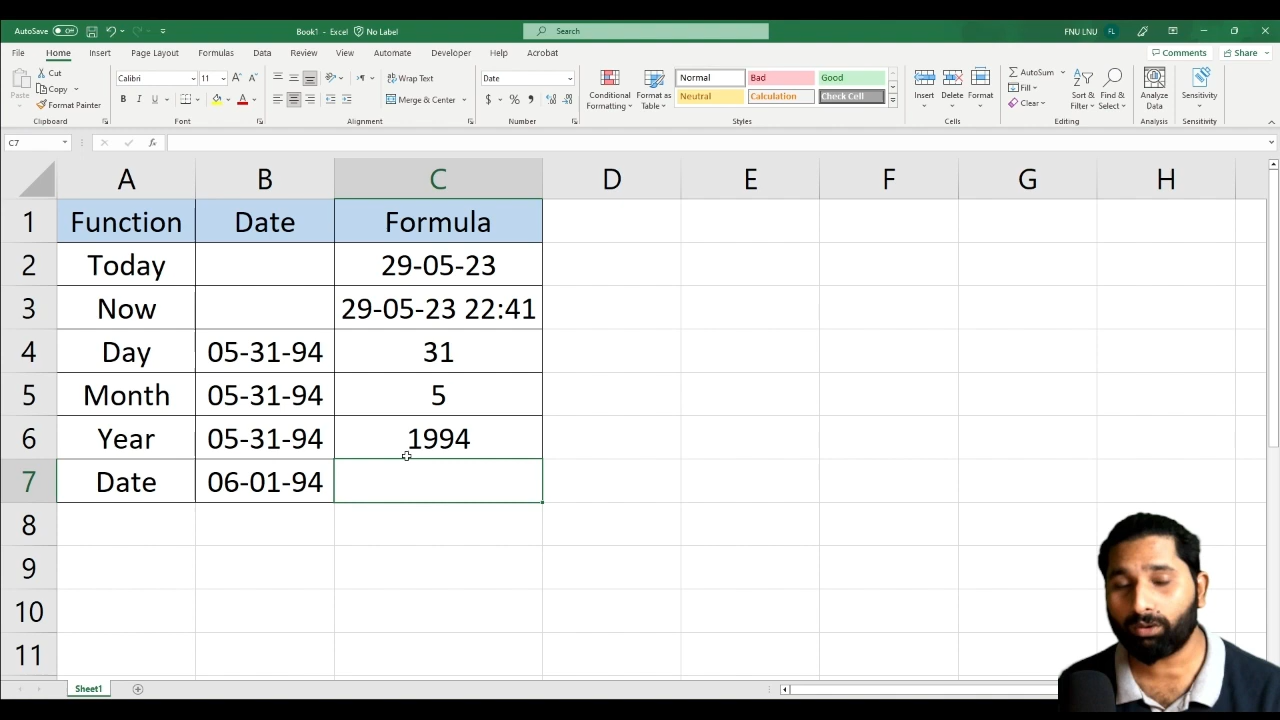 AutoSave Off Book1 - Excel No Label Search FNU LNU FL
File Home Insert Page Layout Formulas Data Review View Automate Developer Help Acrobat Comments Share
Paste Cut Copy Format Painter
Clipboard
Calibri 11
B I U
Font
Wrap Text
Merge & Center
Alignment
Date
$ % ,
Number
Conditional Formatting
Format as Table
Normal Bad Good
Neutral Calculation Check Cell
Styles
Insert Delete Format
Cells
AutoSum
Fill
Clear
Sort & Filter
Find & Select
Editing
Analyze Data
Analysis
Sensitivity
Sensitivity
C7 fx
A B C D E F G H
1 Function Date Formula
2 Today 29-05-23
3 Now 29-05-23 22:41
4 Day 05-31-94 31
5 Month 05-31-94 5
6 Year 05-31-94 1994
7 Date 06-01-94
8
9
10
11
Sheet1